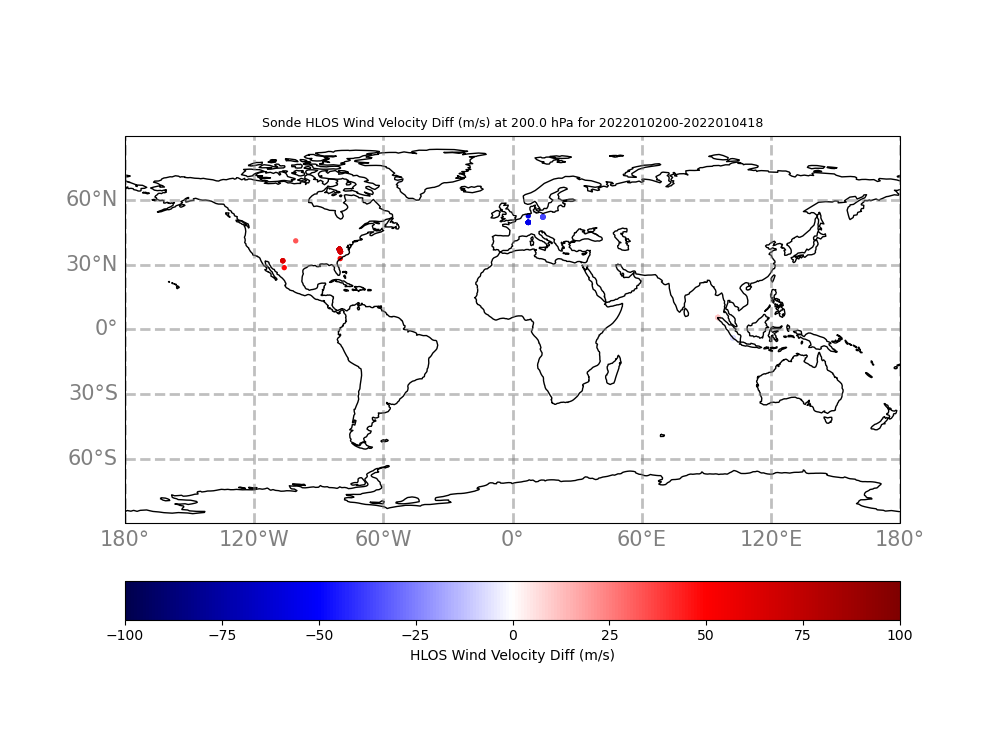 Sonde HLOS Wind Velocity Diff (m/s) at 200.0 hPa for 2022010200-2022010418
60°N
30°N
0°
30°S
60°S
180° 120°W 60°W 0° 60°E 120°E 180°
−100 −75 −50 −25 0 25 50 75 100
HLOS Wind Velocity Diff (m/s)